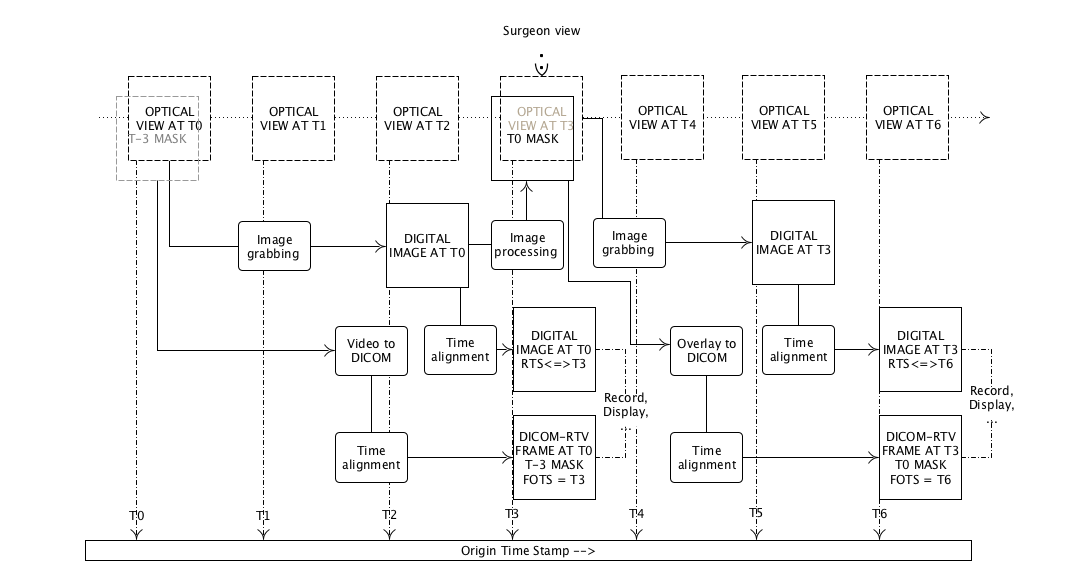 Surgeon view
OPTICAL
VIEW AT T0
T-3 MASK
OPTICAL
VIEW AT T1
OPTICAL
VIEW AT T2
OPTICAL
VIEW AT T3
T0 MASK
OPTICAL
VIEW AT T4
OPTICAL
VIEW AT T5
OPTICAL
VIEW AT T6
Image
grabbing
DIGITAL
IMAGE AT T0
Image
processing
Image
grabbing
DIGITAL
IMAGE AT T3
Video to
DICOM
Time
alignment
DIGITAL
IMAGE AT T0
RTS<=>T3
Overlay to
DICOM
Time
alignment
DIGITAL
IMAGE AT T3
RTS<=>T6
Record,
Display,
...
Record,
Display,
...
Time
alignment
DICOM-RTV
FRAME AT T0
T-3 MASK
FOTS = T3
Time
alignment
DICOM-RTV
FRAME AT T3
T0 MASK
FOTS = T6
T0
T1
T2
T3
T4
T5
T6
Origin Time Stamp -->